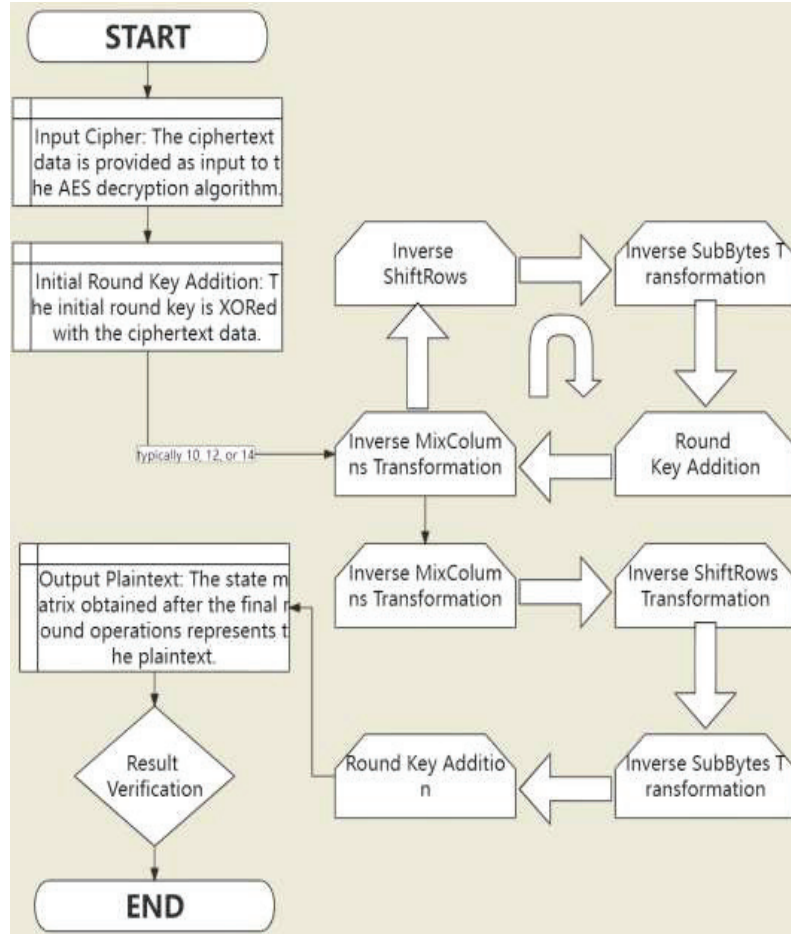 START
Input Cipher: The ciphertext
data is provided as input to t
he AES decryption algorithm.
Initial Round Key Addition: T
he initial round key is XORed
with the ciphertext data.
typically 10, 12, or 14
Inverse
ShiftRows
Inverse SubBytes T
ransformation
Inverse MixColum
ns Transformation
Round
Key Addition
Inverse MixColum
ns Transformation
Inverse ShiftRows
Transformation
Round Key Additio
n
Inverse SubBytes T
ransformation
Output Plaintext: The state m
atrix obtained after the final r
ound operations represents t
he plaintext.
Result
Verification
END